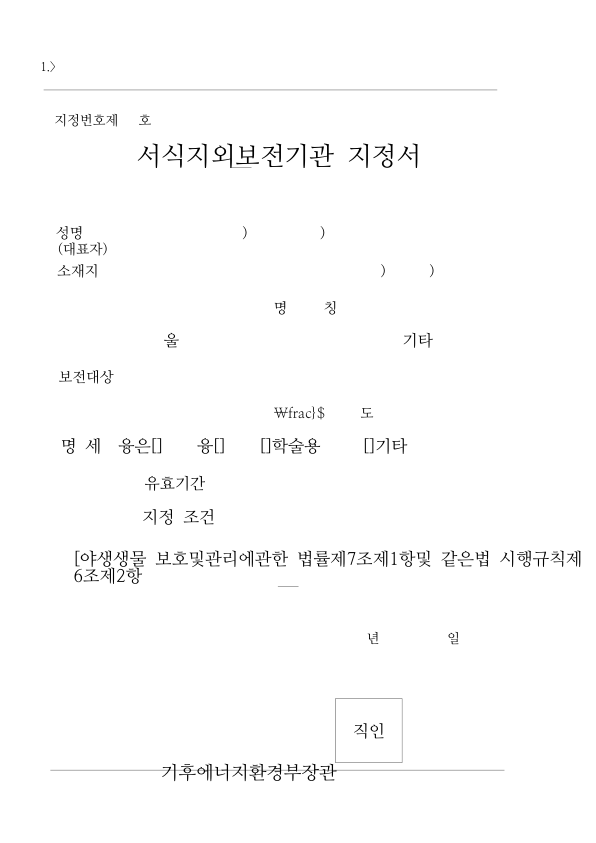 1.〉
지정번호제 호
서식지외보전기관 지정서
성명 ) )
(대표자)
소재지 ) )
명 칭
울 기타
보전대상
₩frac}$ 도
명 세 융은[] 융[] []학술용 []기타
유효기간
지정 조건
[야생생물 보호및관리에관한 법률제7조제1항및 같은법 시행규칙제
6조제2항
년 일
직인
기후에너지환경부장관